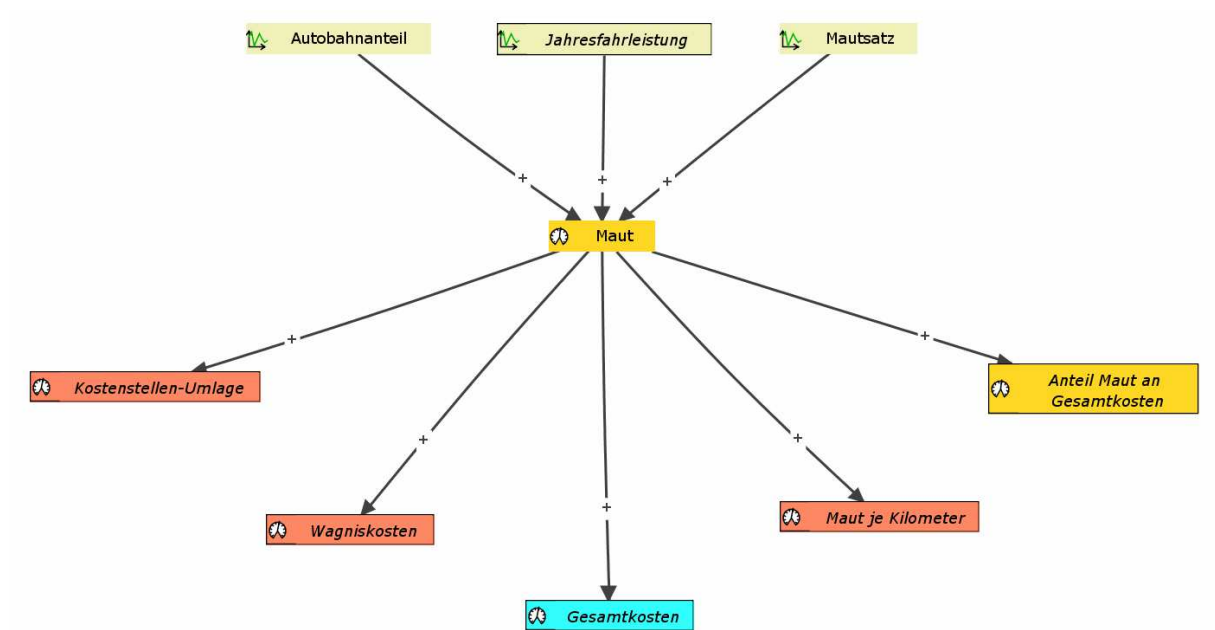 Autobahnanteil
Jahresfahrleistung
Mautsatz
+
+
+
Maut
+
+
Kostenstellen-Umlage
Anteil Maut an
Gesamtkosten
+
+
Maut je Kilometer
Wagniskosten
+
Gesamtkosten